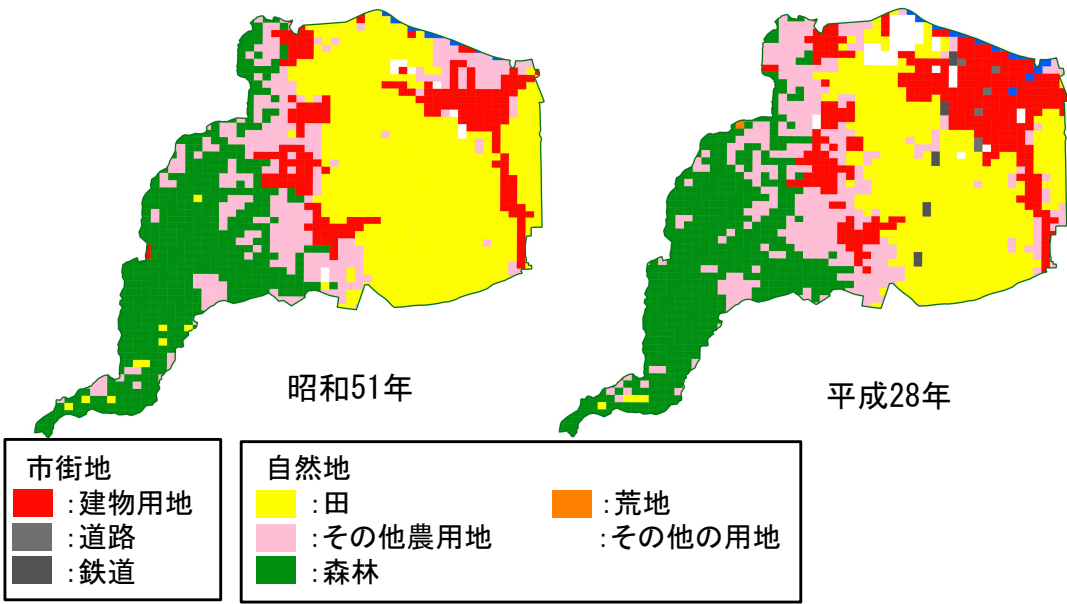 昭和51年
平成28年
市街地
：建物用地
：道路
：鉄道
自然地
：田
：その他農用地
：森林
：荒地
：その他の用地